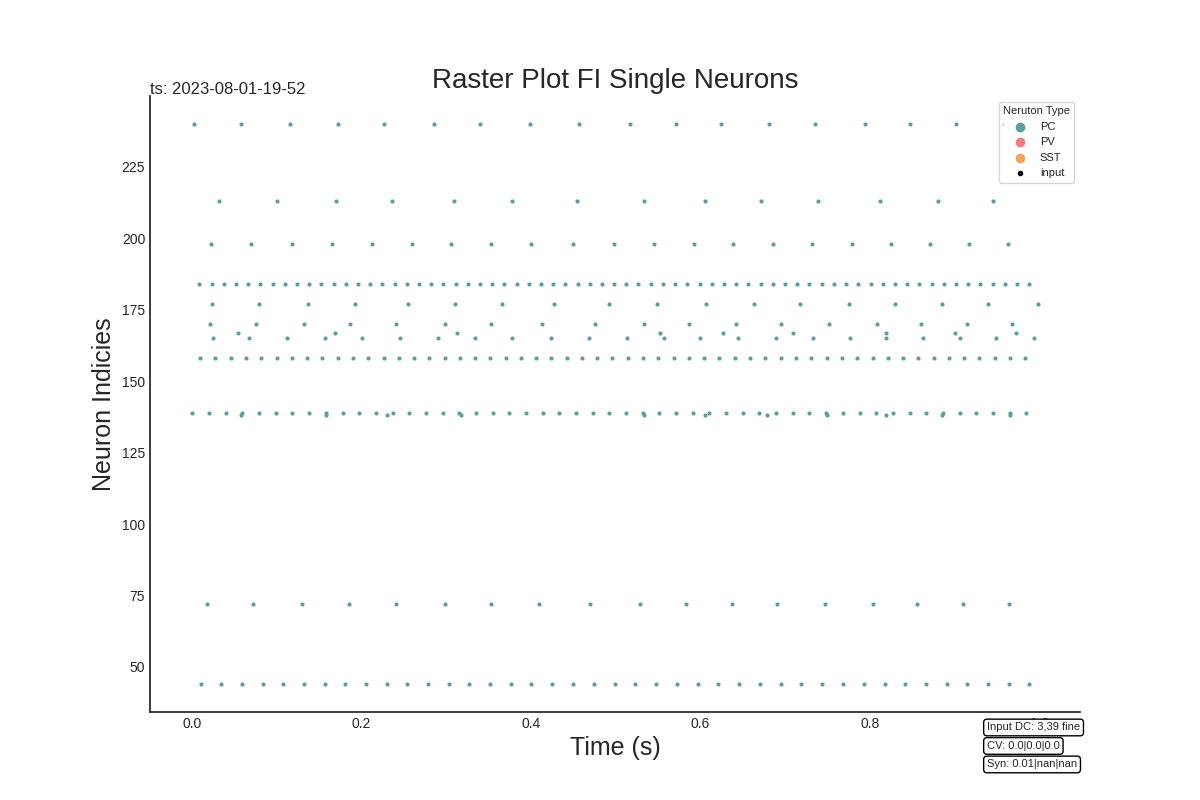 Raster Plot FI Single Neurons
ts: 2023-08-01-19-52
Neruton Type
PC
PV
SST
input
225
200
175
150
125
100
75
50
Neuron Indicies
0.0 0.2 0.4 0.6 0.8
Time (s)
Input DC: 3,39 fine
CV: 0.0|0.0|0.0
Syn: 0.01|nan|nan